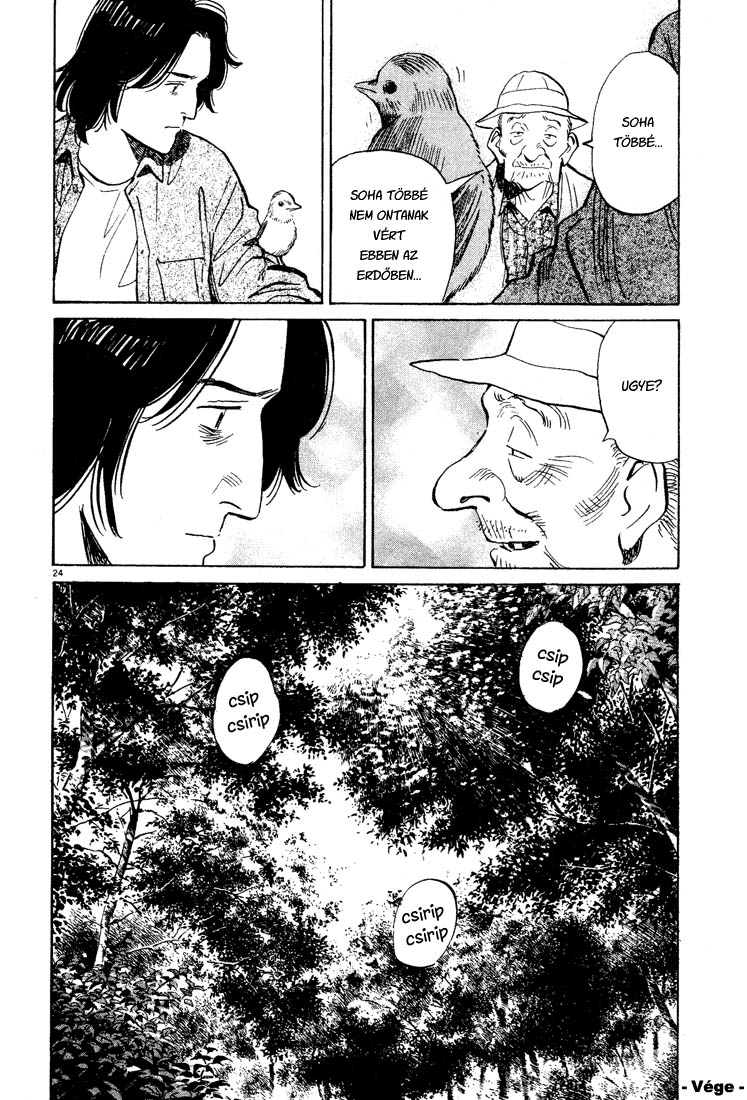 SOHA
TÖBBÉ...
SOHA TÖBBÉ
NEM ONTANAK
VÉRT
EBBEN AZ
ERDŐBEN...
UGYE?
24
csip
csirip
csip
csip
csirip
csirip
- Vége -